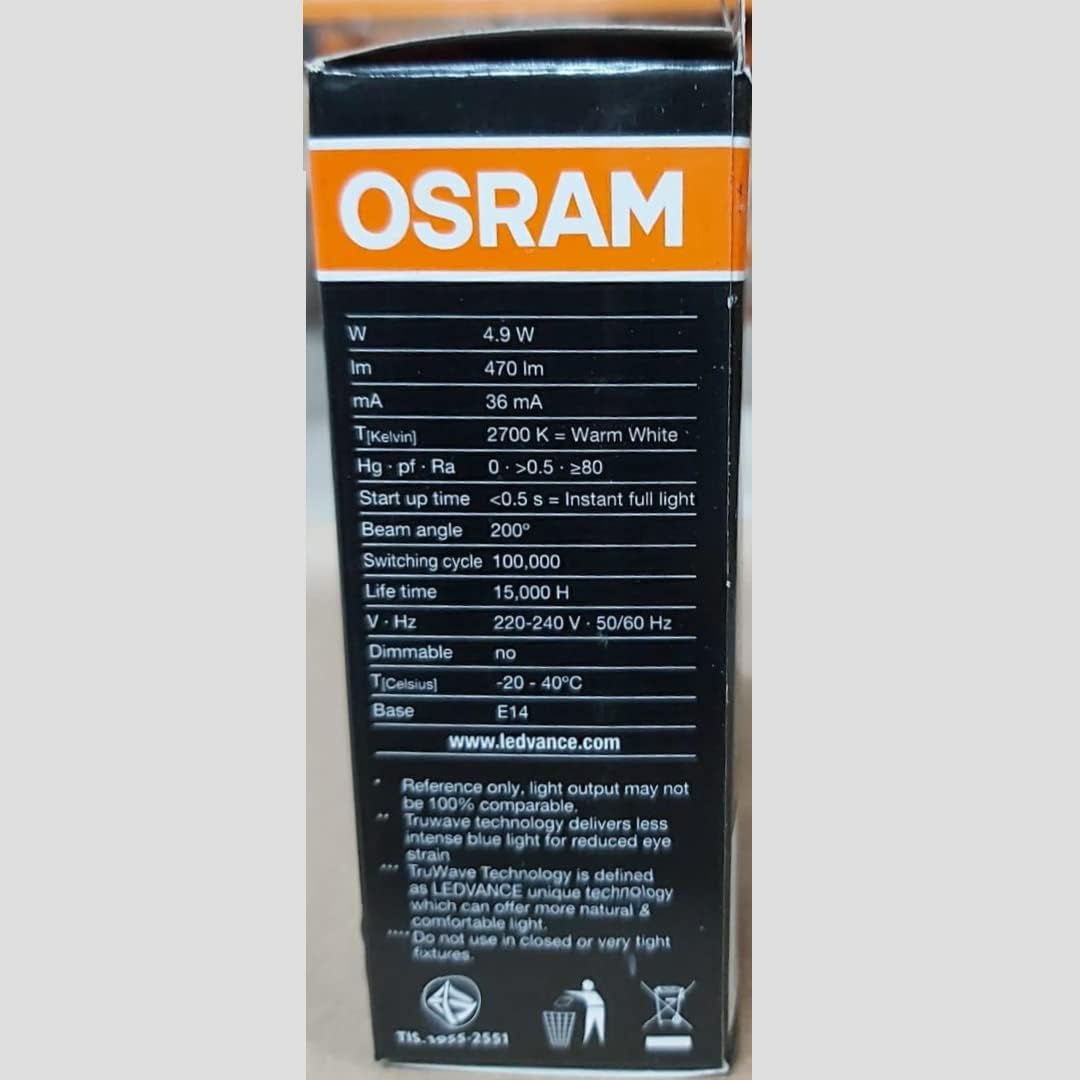 OSRAM
W 4.9 W
lm 470 lm
mA 36 mA
T[Kelvin] 2700 K = Warm White
Hg · pf · Ra 0 · >0.5 · ≥80
Start up time <0.5 s = Instant full light
Beam angle 200°
Switching cycle 100,000
Life time 15,000 H
V · Hz 220-240 V · 50/60 Hz
Dimmable no
T[Celsius] -20 - 40°C
Base E14
www.ledvance.com
* Reference only, light output may not
be 100% comparable.
** Truwave technology delivers less
intense blue light for reduced eye
strain
*** TruWave Technology is defined
as LEDVANCE unique technology
which can offer more natural &
comfortable light.
**** Do not use in closed or very tight
fixtures.
TIS. 1955-2551